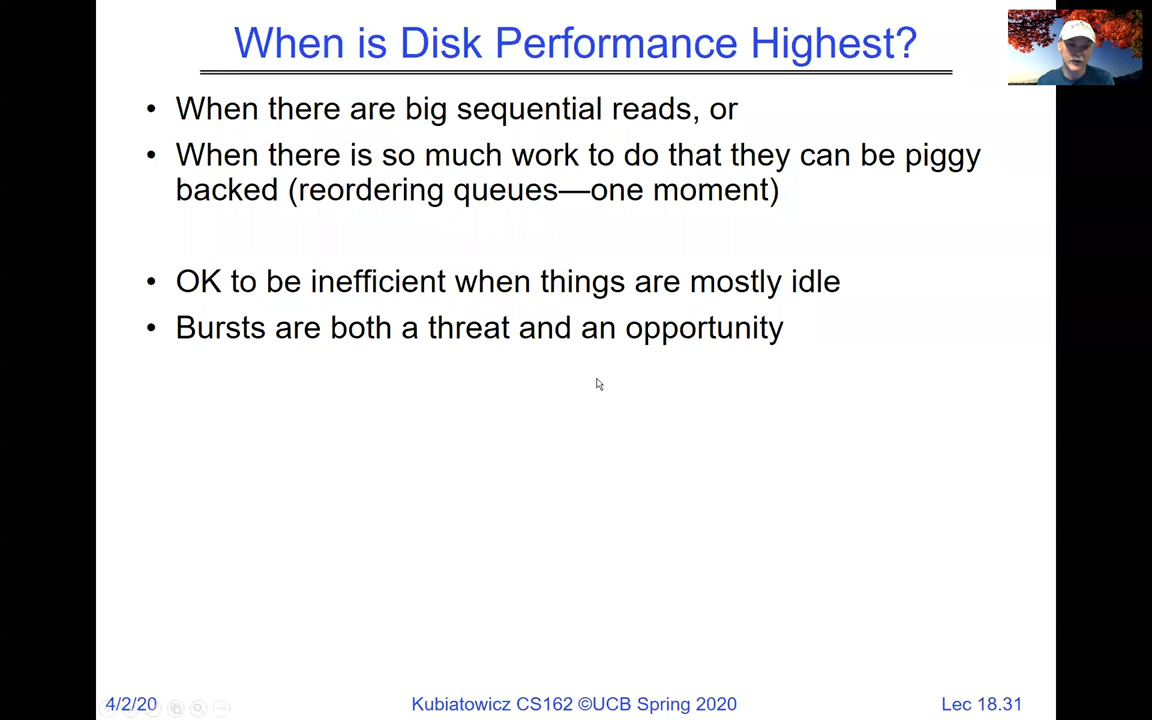 When is Disk Performance Highest?
• When there are big sequential reads, or
• When there is so much work to do that they can be piggy
backed (reordering queues—one moment)
• OK to be inefficient when things are mostly idle
• Bursts are both a threat and an opportunity
4/2/20
Kubiatowicz CS162 ©UCB Spring 2020
Lec 18.31